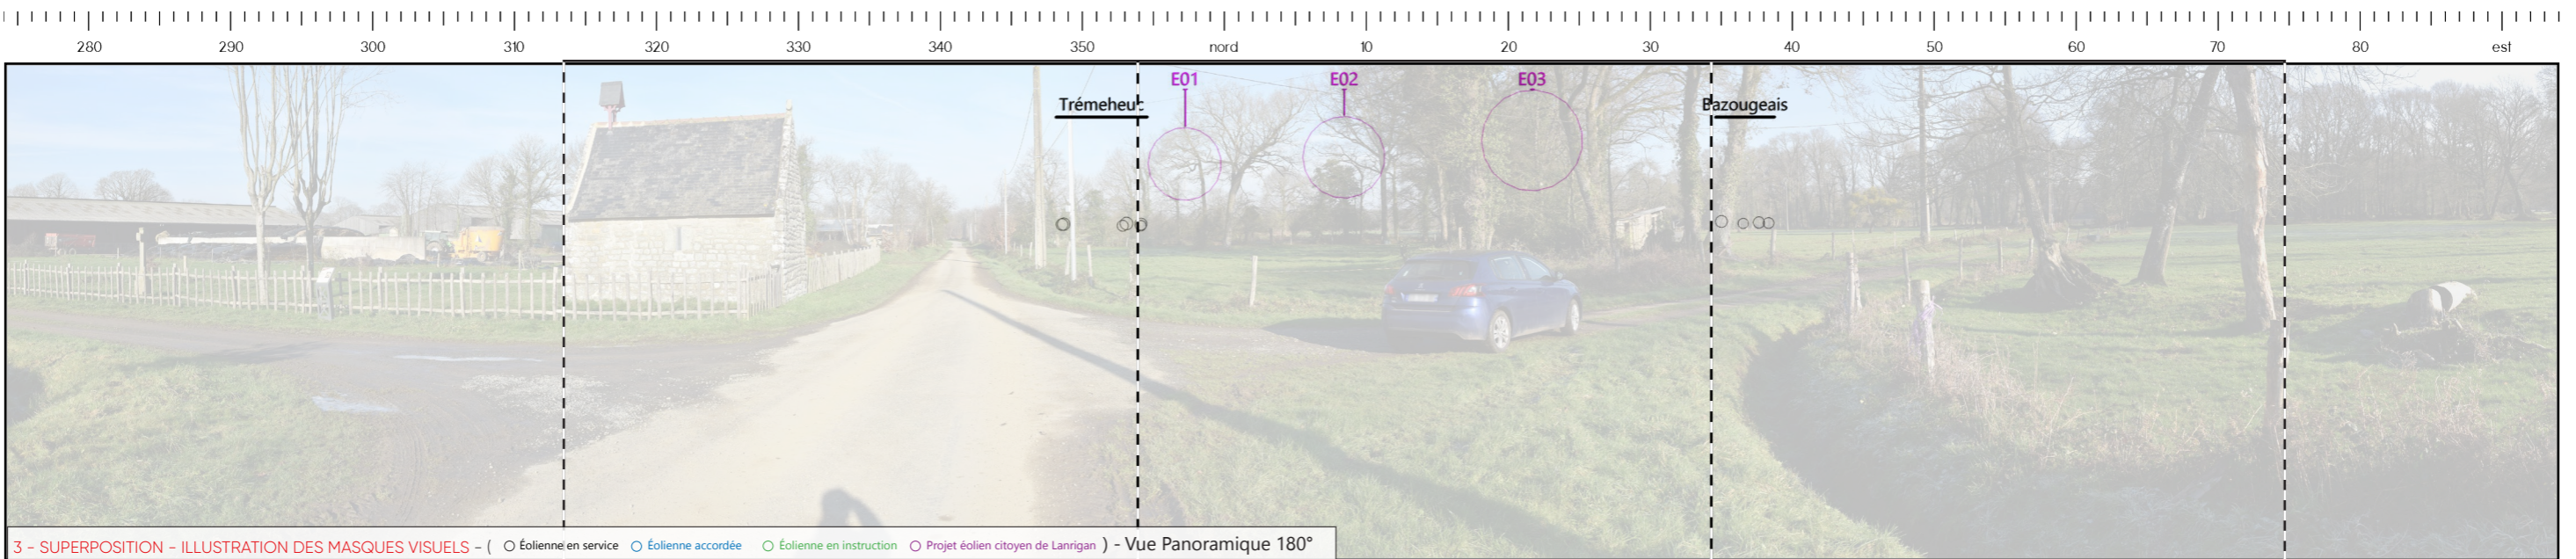 280 290 300 310 320 330 340 350 nord 10 20 30 40 50 60 70 80 est
E01 E02 E03
Trémeheuc Bazougeais
3 - SUPERPOSITION - ILLUSTRATION DES MASQUES VISUELS - ( Éolienne en service Éolienne accordée Éolienne en instruction Projet éolien citoyen de Lanrigan ) - Vue Panoramique 180°